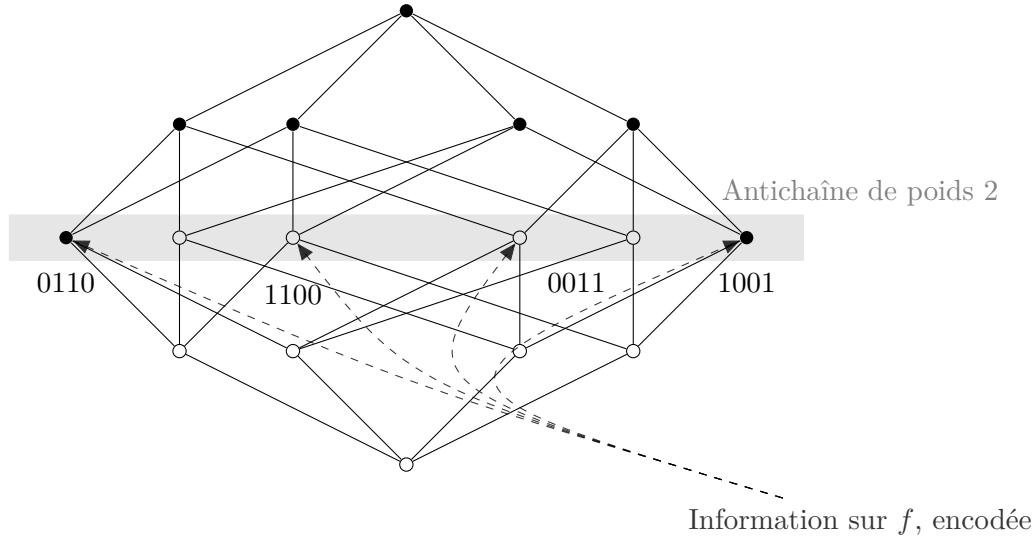 Antichaîne de poids 2
0110 1100 0011 1001
Information sur f, encodée